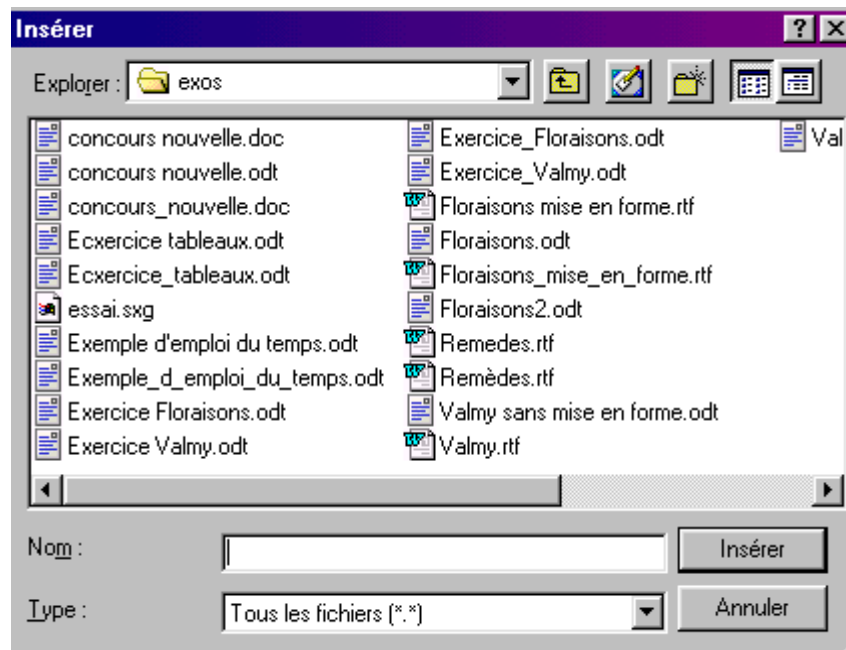 Insérer
Explorer : exos
concours nouvelle.doc
concours nouvelle.odt
concours_nouvelle.doc
Ecxercice tableaux.odt
Ecxercice_tableaux.odt
essai.sxg
Exemple d'emploi du temps.odt
Exemple_d_emploi_du_temps.odt
Exercice Floraisons.odt
Exercice Valmy.odt
Exercice_Floraisons.odt
Exercice_Valmy.odt
Floraisons mise en forme.rtf
Floraisons.odt
Floraisons_mise_en_forme.rtf
Floraisons2.odt
Remedes.rtf
Remèdes.rtf
Valmy sans mise en forme.odt
Valmy.rtf
Val
Nom :
Insérer
Type : Tous les fichiers (*.*)
Annuler